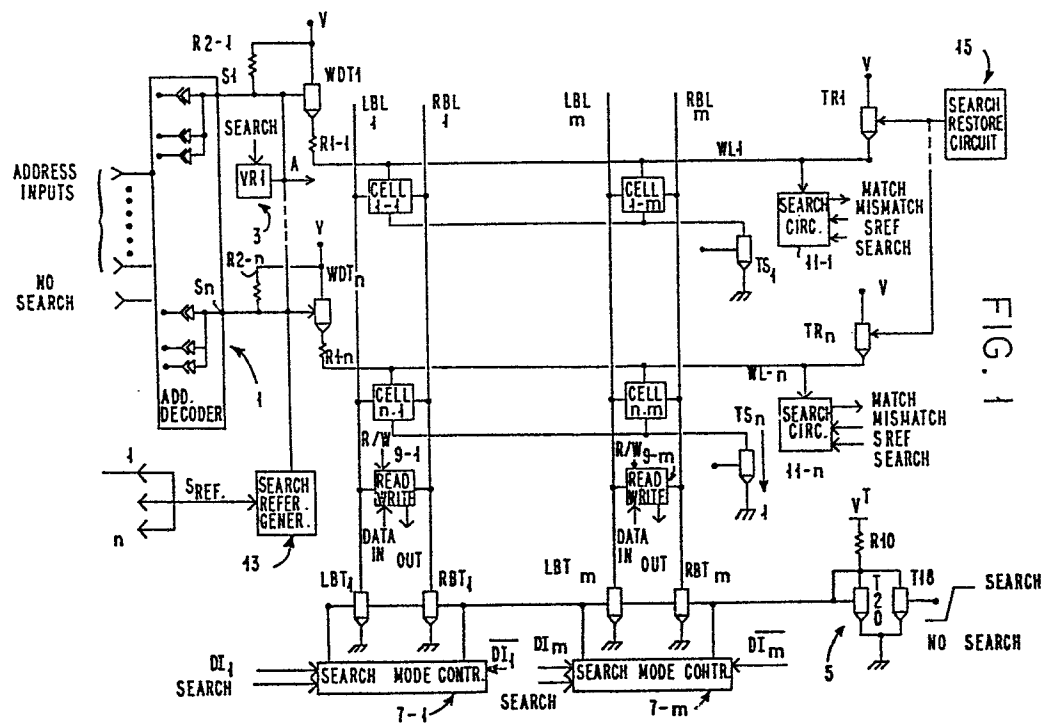 V
R2-1
S1
WDT1
LBL
1
RBL
1
LBL
m
RBL
m
V
TR1
15
SEARCH
RESTORE
CIRCUIT
SEARCH
R1-1
VR1
A
3
WL1
ADDRESS
INPUTS
CELL
1-1
CELL
1-m
SEARCH
CIRC.
11-1
MATCH
MISMATCH
SREF
SEARCH
TS1
V
R2-n
WDTn
NO
SEARCH
Sn
V
TRn
R1-n
WL-n
ADD.
DECODER
1
CELL
n.1
CELL
n.m
SEARCH
CIRC.
11-n
MATCH
MISMATCH
SREF
SEARCH
TSn
1
R/W
9-1
READ
WRITE
DATA
IN
OUT
R/W
9-m
READ
WRITE
DATA
IN
OUT
1
SREF.
n
SEARCH
REFER.
GENER.
13
LBT1
RBT1
LBTm
RBTm
VT
R10
T20
T18
SEARCH
NO SEARCH
5
DI1
SEARCH
SEARCH MODE CONTR.
DI1
7-1
DIm
SEARCH
SEARCH MODE CONTR.
DIm
7-m
FIG. 1